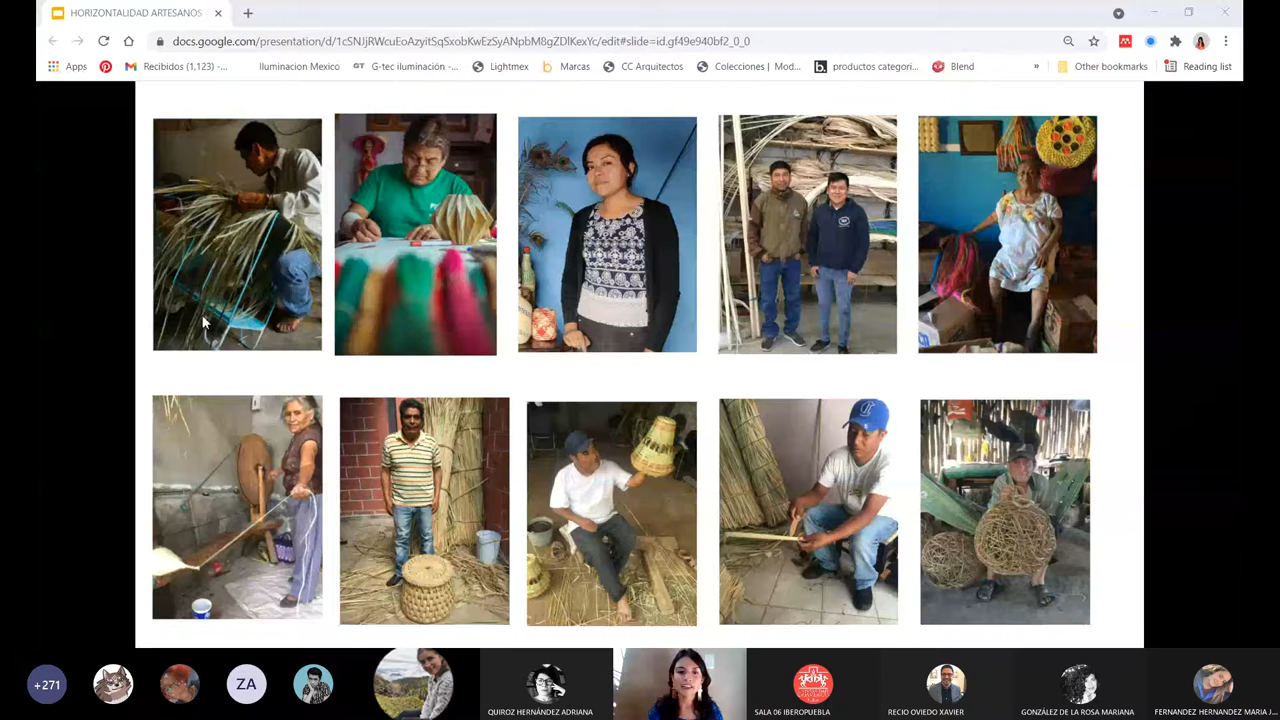 HORIZONTALIDAD ARTESANOS
docs.google.com/presentation/d/1cSNJjRWcuEoAzyitSqSxobKwEzSyANpbM8gZDlKexYc/edit#slide=id.gf49e940bf2_0_0
Apps Recibidos (1,123) -... Iluminacion Mexico GT G-tec iluminación -... Lightmex Marcas CC Arquitectos Colecciones | Mod... b. productos categori... Blend » Other bookmarks Reading list
+271 ZA
QUIROZ HERNÁNDEZ ADRIANA SALA 06 IBEROPUEBLA RECIO OVIEDO XAVIER GONZÁLEZ DE LA ROSA MARIANA FERNANDEZ HERNANDEZ MARIA J...